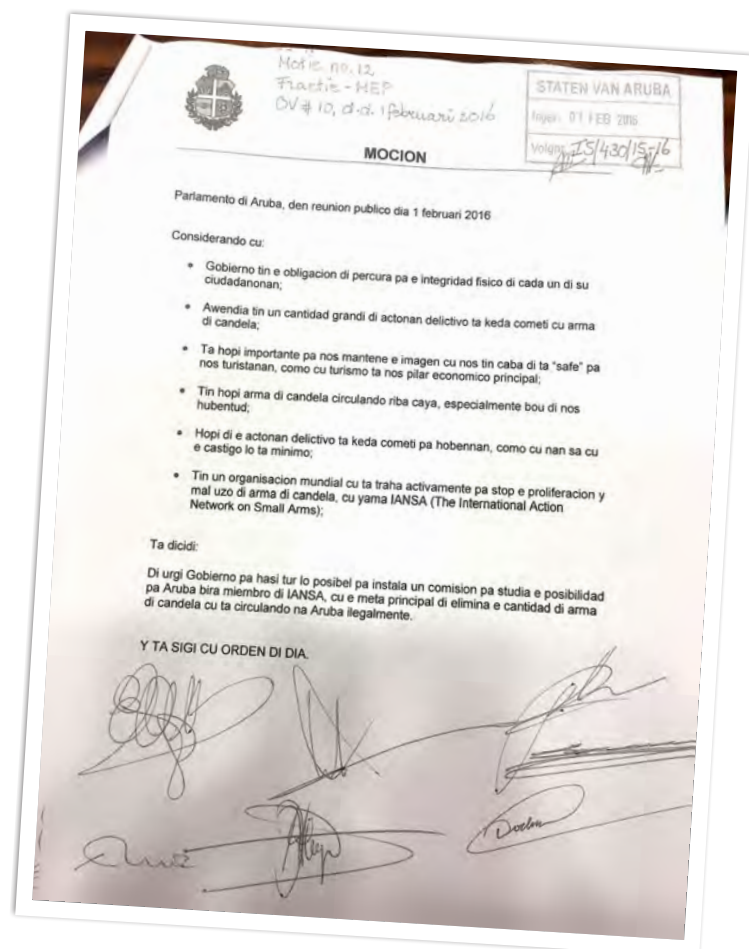 Motie no. 12
Fractie - MEP
OV # 10, d.d. 1 februari 2016
STATEN VAN ARUBA
Ingek. 01 FEB 2016
Volgnr. IS/430/15-16
MOCION
Parlamento di Aruba, den reunion publico dia 1 februari 2016
Considerando cu:
• Gobierno tin e obligacion di percura pa e integridad fisico di cada un di su
ciudadanonan;
• Awendia tin un cantidad grandi di actonan delictivo ta keda cometi cu arma
di candela;
• Ta hopi importante pa nos mantene e imagen cu nos tin caba di ta "safe" pa
nos turistanan, como cu turismo ta nos pilar economico principal;
• Tin hopi arma di candela circulando riba caya, especialmente bou di nos
hubentud;
• Hopi di e actonan delictivo ta keda cometi pa hobennan, como cu nan sa cu
e castigo lo ta minimo;
• Tin un organisacion mundial cu ta traha activamente pa stop e proliferacion y
mal uzo di arma di candela, cu yama IANSA (The International Action
Network on Small Arms);
Ta dicidi:
Di urgi Gobierno pa hasi tur lo posibel pa instala un comision pa studia e posibilidad
pa Aruba bira miembro di IANSA, cu e meta principal di elimina e cantidad di arma
di candela cu ta circulando na Aruba ilegalmente.
Y TA SIGI CU ORDEN DI DIA.